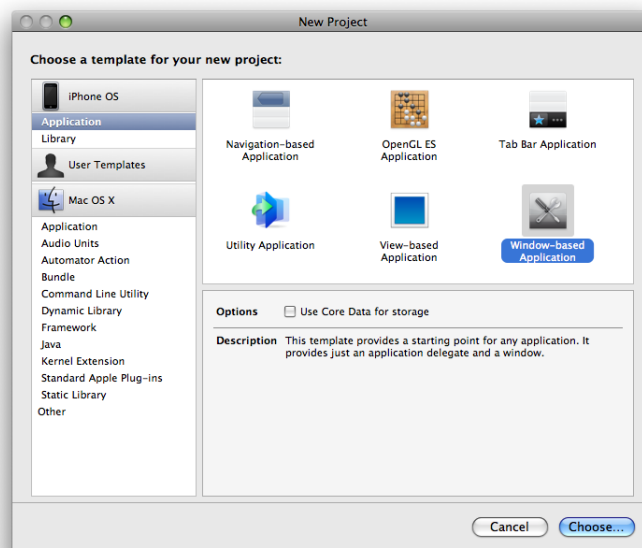 New Project
Choose a template for your new project:
iPhone OS
Application
Library
User Templates
Mac OS X
Application
Audio Units
Automator Action
Bundle
Command Line Utility
Dynamic Library
Framework
Java
Kernel Extension
Standard Apple Plug-ins
Static Library
Other
Navigation-based
Application
OpenGL ES
Application
Tab Bar Application
Utility Application
View-based
Application
Window-based
Application
Options
Use Core Data for storage
Description
This template provides a starting point for any application. It
provides just an application delegate and a window.
Cancel
Choose...